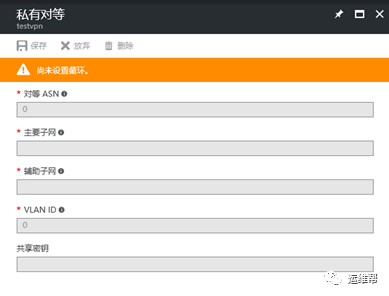 私有对等
testvpn
保存 放弃 删除
尚未设置循环。
* 对等 ASN
0
* 主要子网
* 辅助子网
* VLAN ID
0
共享密钥
运维帮